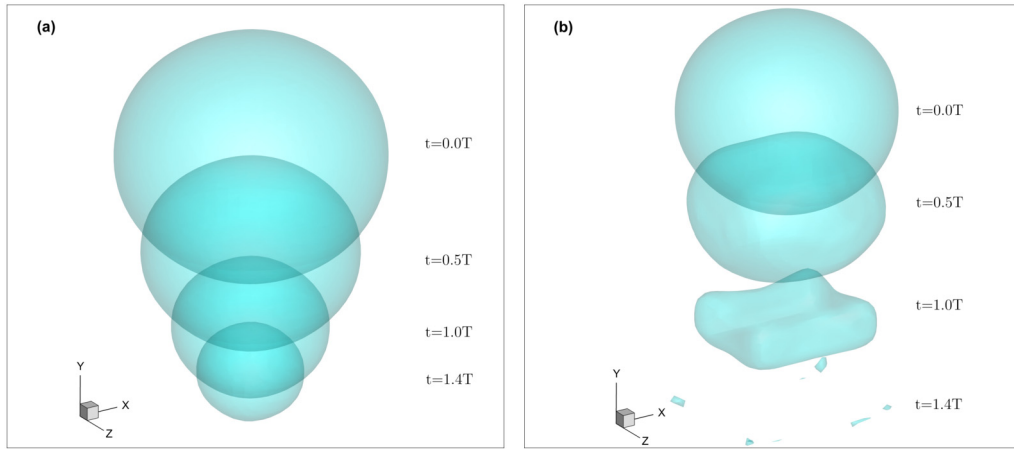 (a)
t=0.0T
t=0.5T
t=1.0T
t=1.4T
Y
X
Z
(b)
t=0.0T
t=0.5T
t=1.0T
t=1.4T
Y
X
Z